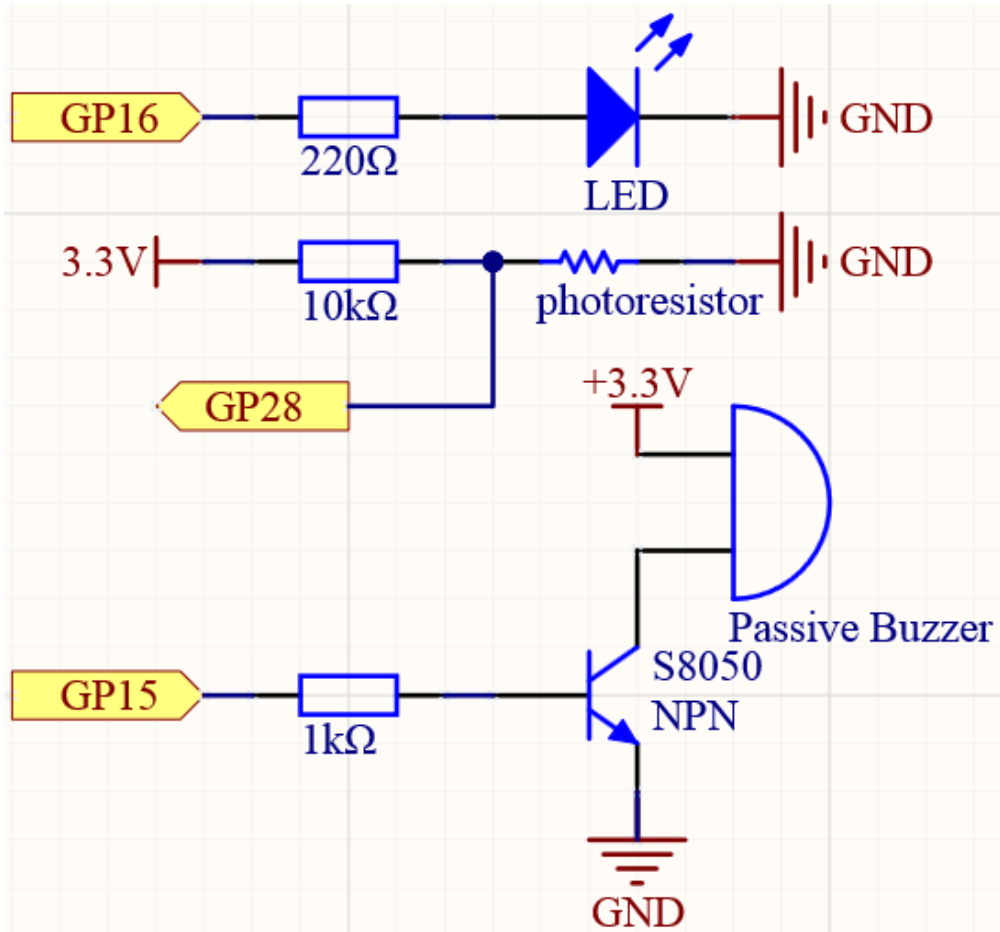 GP16
220Ω
LED
GND
3.3V
10kΩ
photoresistor
GND
GP28
+3.3V
Passive Buzzer
GP15
1kΩ
S8050
NPN
GND